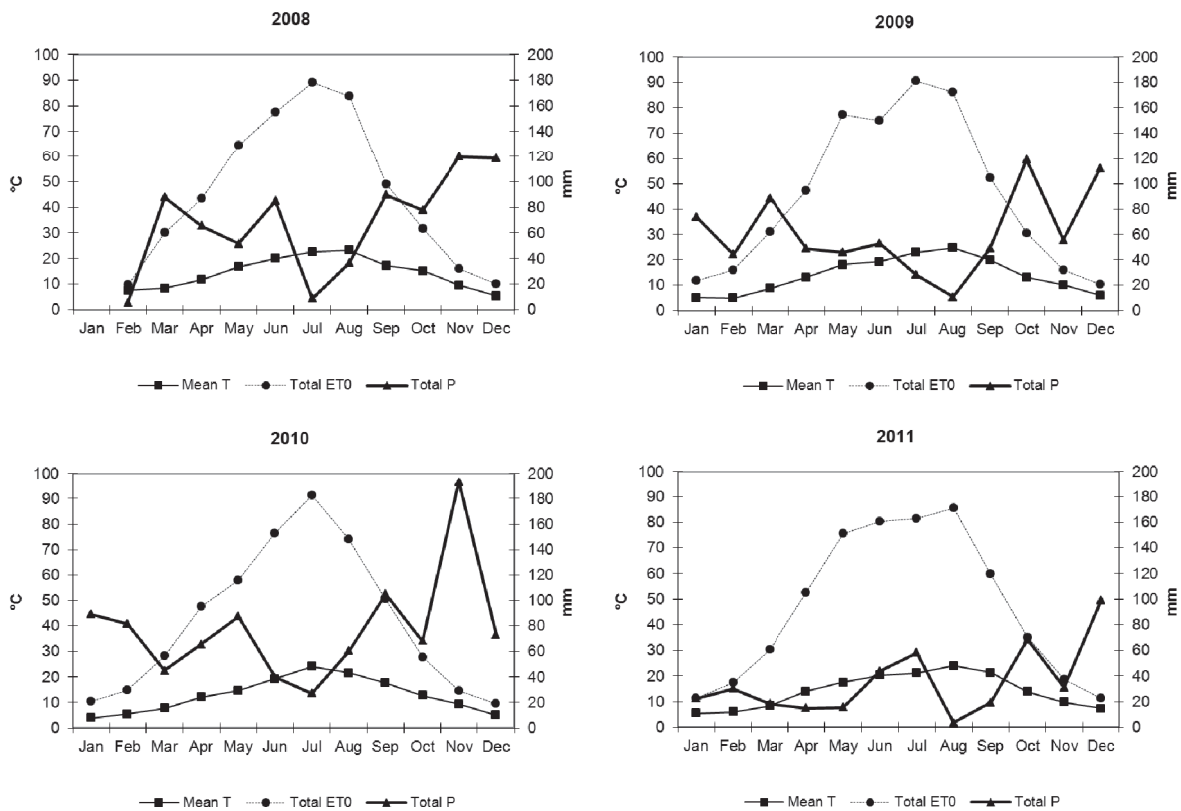 2008
100 90 80 70 60 50 40 30 20 10 0
°C
200 180 160 140 120 100 80 60 40 20 0
mm
Jan Feb Mar Apr May Jun Jul Aug Sep Oct Nov Dec
Mean T Total ET0 Total P
2009
100 90 80 70 60 50 40 30 20 10 0
°C
200 180 160 140 120 100 80 60 40 20 0
mm
Jan Feb Mar Apr May Jun Jul Aug Sep Oct Nov Dec
Mean T Total ET0 Total P
2010
100 90 80 70 60 50 40 30 20 10 0
°C
200 180 160 140 120 100 80 60 40 20 0
mm
Jan Feb Mar Apr May Jun Jul Aug Sep Oct Nov Dec
Mean T Total ET0 Total P
2011
100 90 80 70 60 50 40 30 20 10 0
°C
200 180 160 140 120 100 80 60 40 20 0
mm
Jan Feb Mar Apr May Jun Jul Aug Sep Oct Nov Dec
Mean T Total ET0 Total P